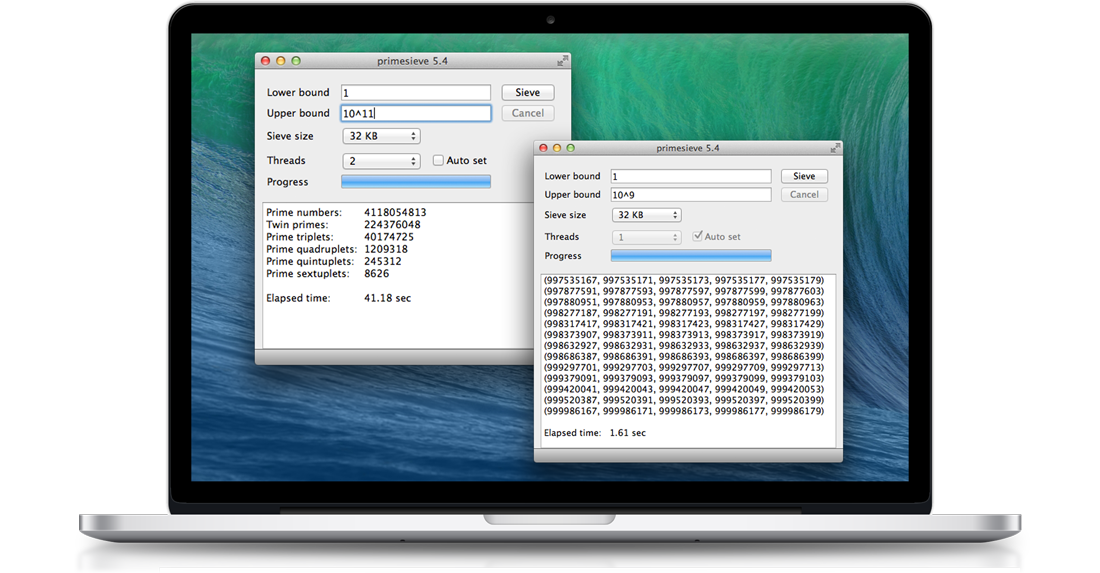 primesieve 5.4
Lower bound 1 Sieve
Upper bound 10^11 Cancel
Sieve size 32 KB
Threads 2 Auto set
Progress
Prime numbers: 4118054813
Twin primes: 224376048
Prime triplets: 40174725
Prime quadruplets: 1209318
Prime quintuplets: 245312
Prime sextuplets: 8626
Elapsed time: 41.18 sec
primesieve 5.4
Lower bound 1 Sieve
Upper bound 10^9 Cancel
Sieve size 32 KB
Threads 1 Auto set
Progress
(997535167, 997535171, 997535173, 997535177, 997535179)
(997877591, 997877593, 997877597, 997877599, 997877603)
(997880951, 997880953, 997880957, 997880959, 997880963)
(998277187, 998277191, 998277193, 998277197, 998277199)
(998317417, 998317421, 998317423, 998317427, 998317429)
(998373907, 998373911, 998373913, 998373917, 998373919)
(998632927, 998632931, 998632933, 998632937, 998632939)
(998686387, 998686391, 998686393, 998686397, 998686399)
(999297701, 999297703, 999297707, 999297709, 999297713)
(999379091, 999379093, 999379097, 999379099, 999379103)
(999420041, 999420043, 999420047, 999420049, 999420053)
(999520387, 999520391, 999520393, 999520397, 999520399)
(999986167, 999986171, 999986173, 999986177, 999986179)
Elapsed time: 1.61 sec